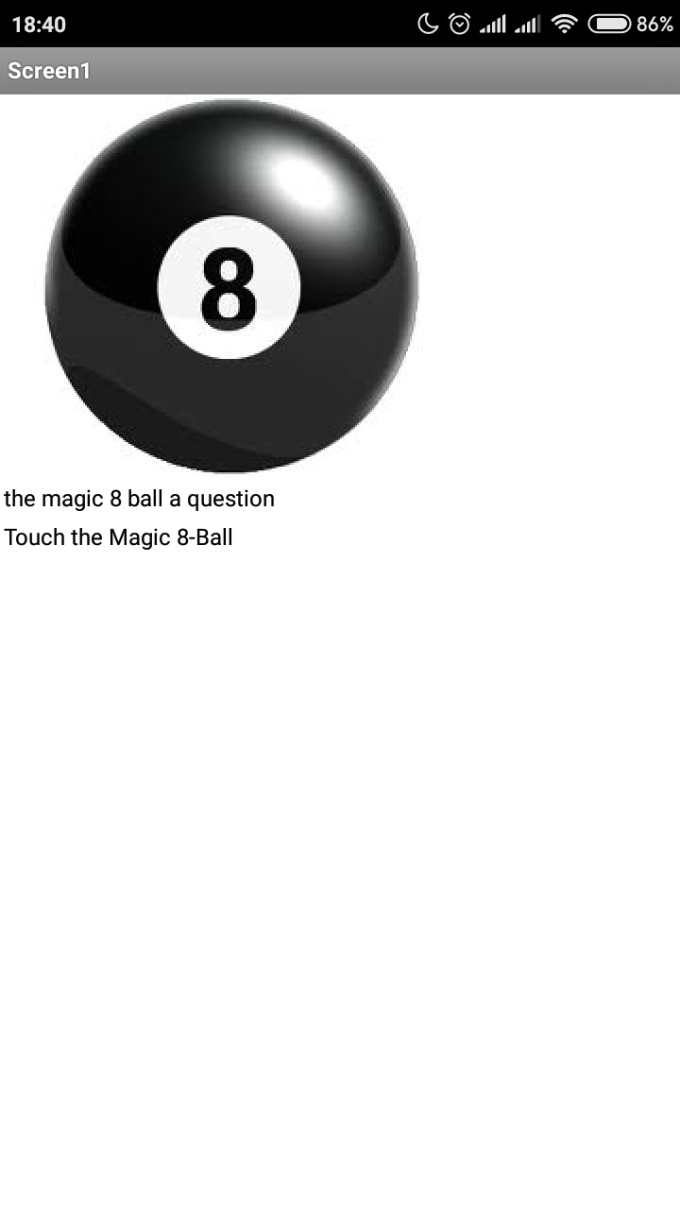 18:40 86%
Screen1
8
the magic 8 ball a question
Touch the Magic 8-Ball